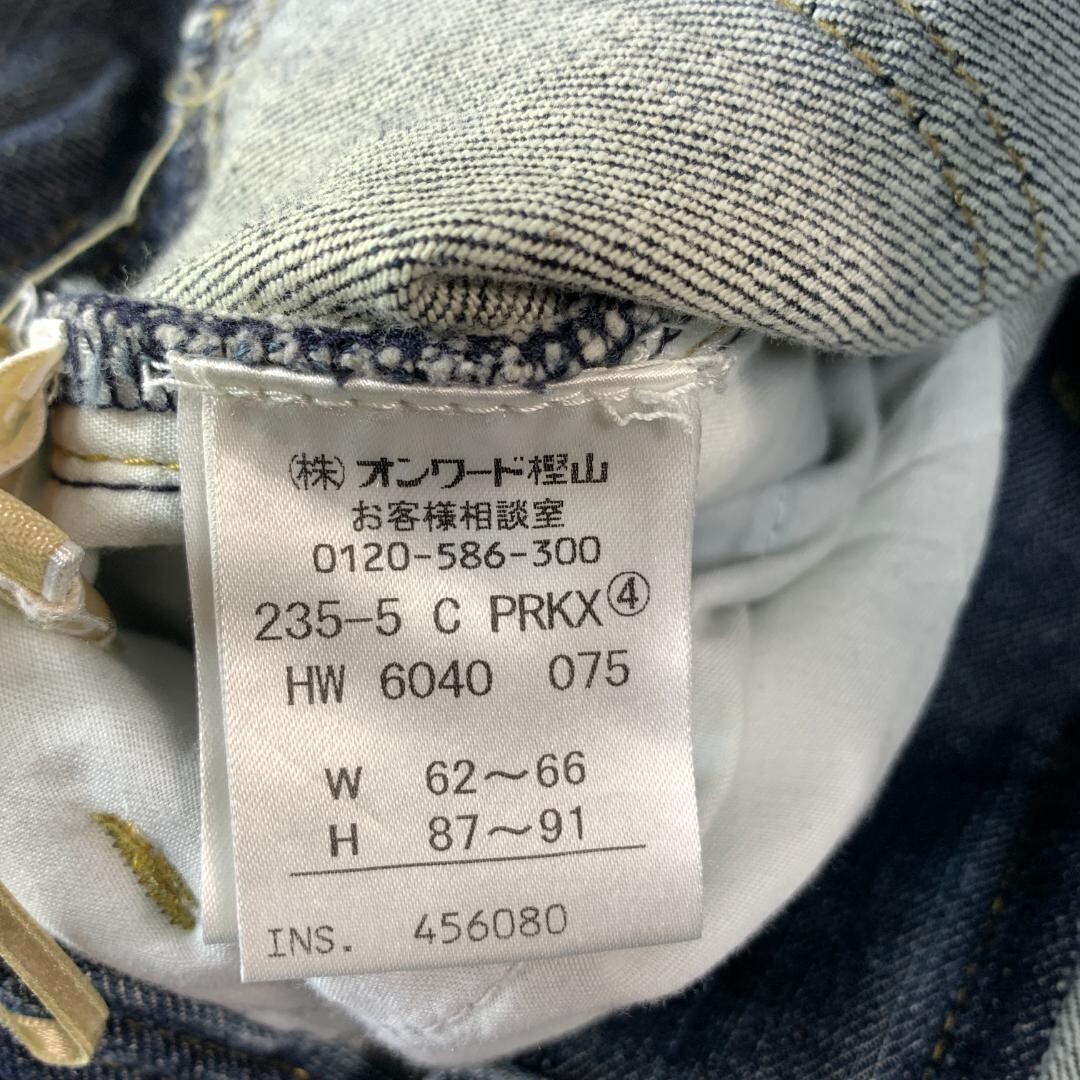 (株)オンワード樫山
お客様相談室
0120-586-300
235-5 C PRKX④
HW 6040 075
W 62～66
H 87～91
INS. 456080